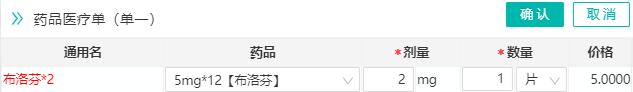 药品医疗单（单一） 确认 取消
通用名 药品 *剂量 *数量 价格
布洛芬*2 5mg*12【布洛芬】 2 mg 1 片 5.0000